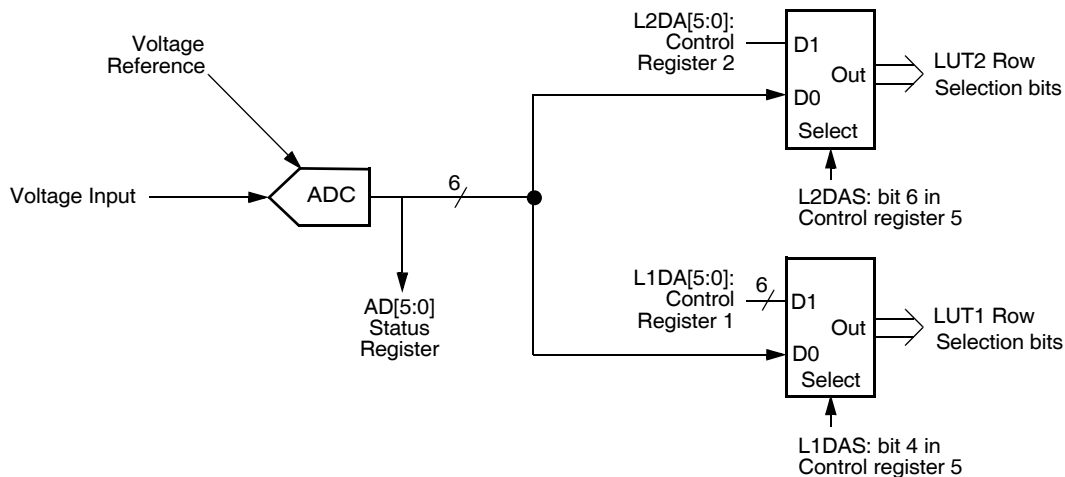 L2DA[5:0]:
Control
Register 2
D1
Out
D0
Select
LUT2 Row
Selection bits
L2DAS: bit 6 in
Control register 5
Voltage
Reference
Voltage Input
ADC
6
AD[5:0]
Status
Register
L1DA[5:0]:
Control
Register 1
6
D1
Out
D0
Select
LUT1 Row
Selection bits
L1DAS: bit 4 in
Control register 5